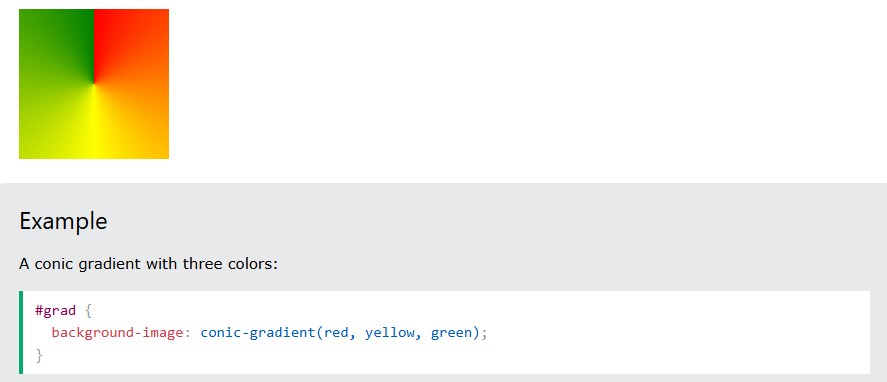 Example
A conic gradient with three colors:
#grad {
  background-image: conic-gradient(red, yellow, green);
}